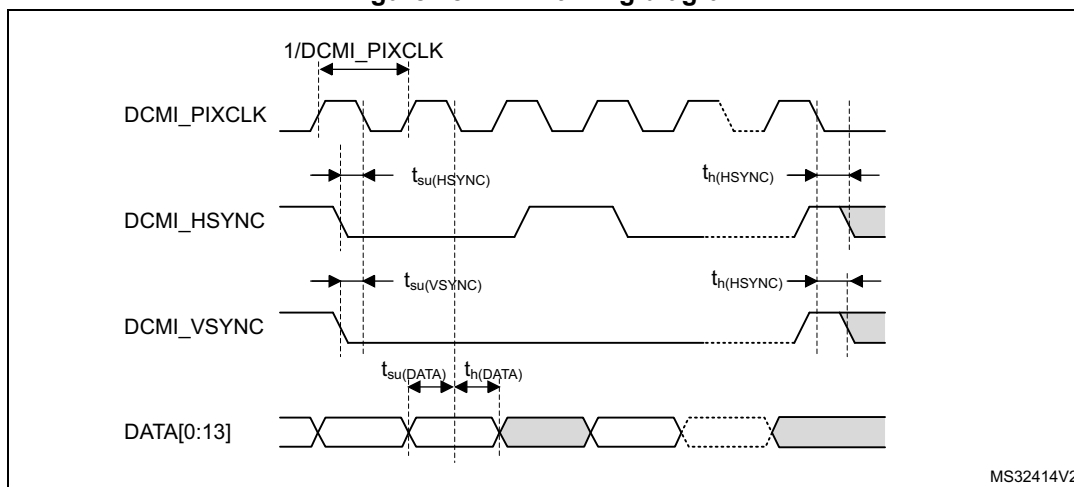 1/DCMI_PIXCLK
DCMI_PIXCLK
tsu(HSYNC) th(HSYNC)
DCMI_HSYNC
tsu(VSYNC) th(HSYNC)
DCMI_VSYNC
tsu(DATA) th(DATA)
DATA[0:13]
MS32414V2